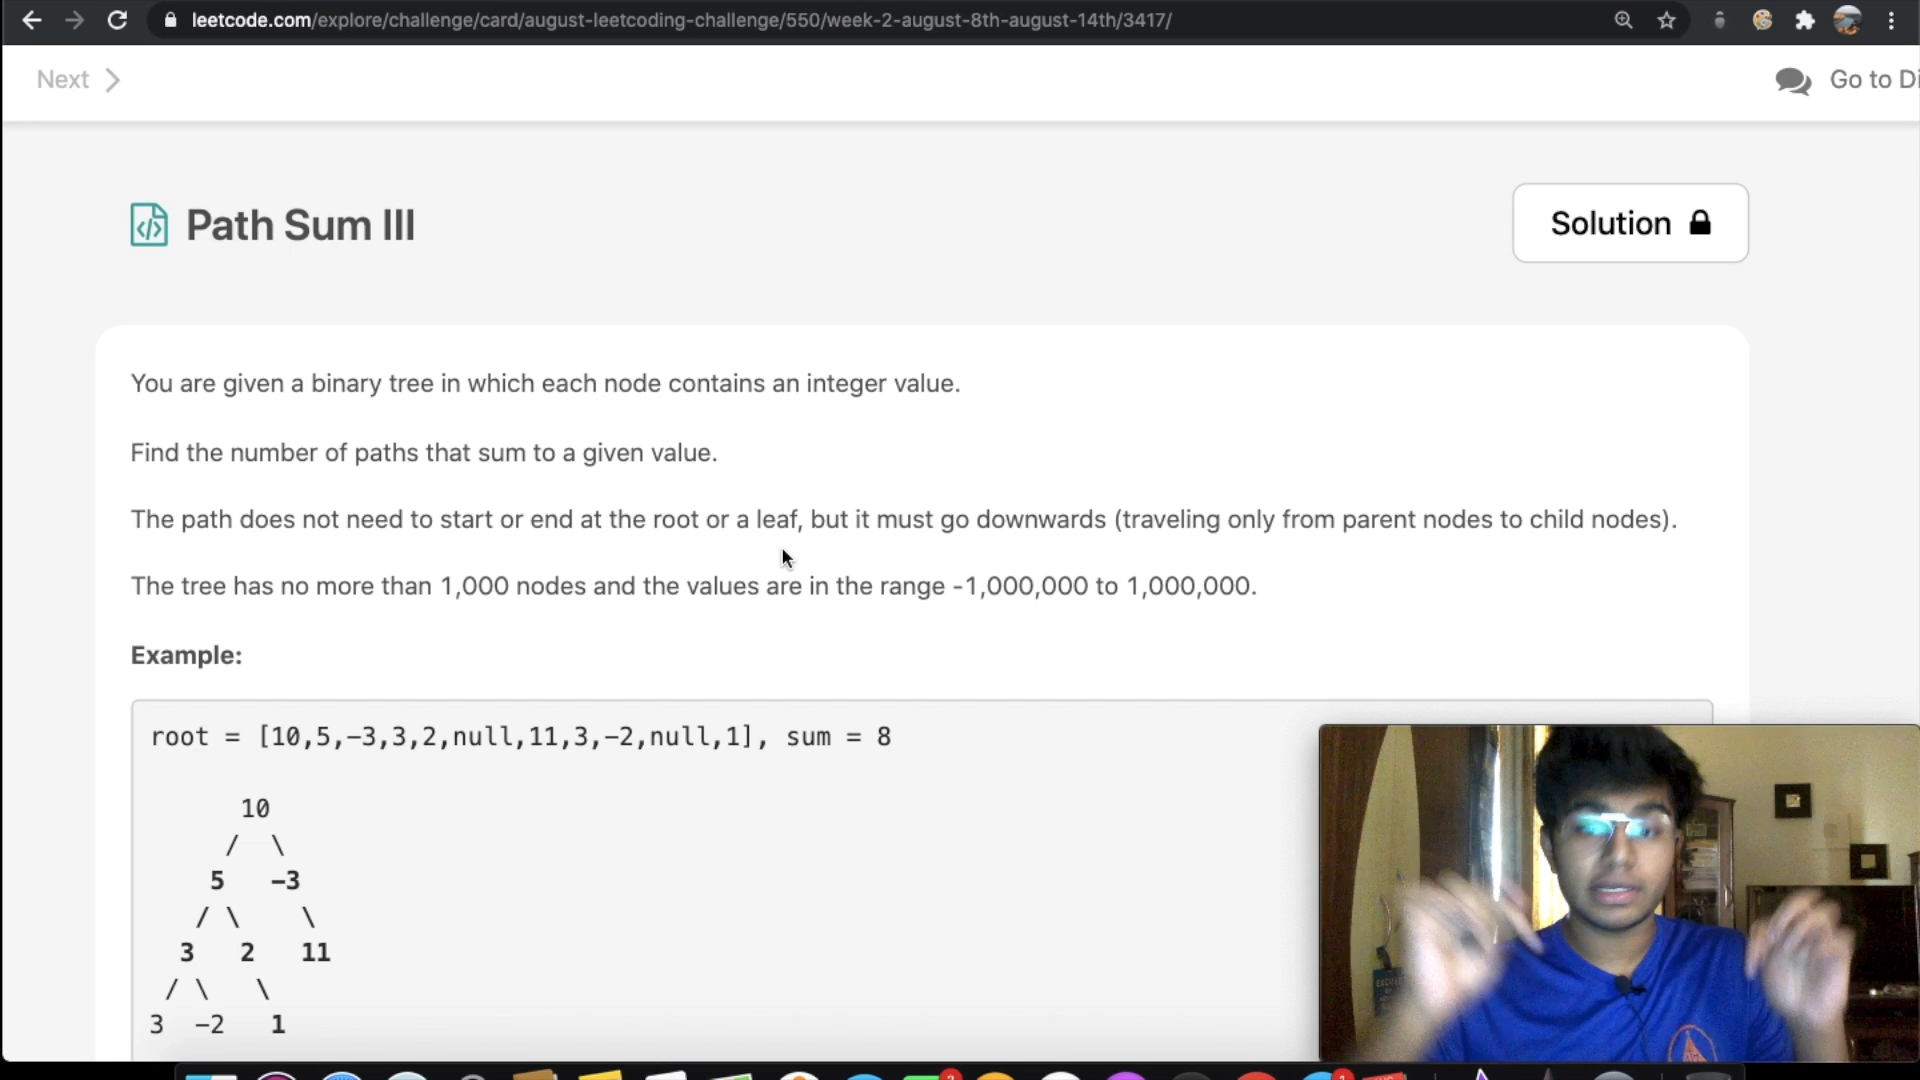 leetcode.com/explore/challenge/card/august-leetcoding-challenge/550/week-2-august-8th-august-14th/3417/
Next
Go to Di
</> Path Sum III
Solution
You are given a binary tree in which each node contains an integer value.
Find the number of paths that sum to a given value.
The path does not need to start or end at the root or a leaf, but it must go downwards (traveling only from parent nodes to child nodes).
The tree has no more than 1,000 nodes and the values are in the range -1,000,000 to 1,000,000.
Example:
root = [10,5,-3,3,2,null,11,3,-2,null,1], sum = 8
10
/ \
5 -3
/ \ \
3 2 11
/ \ \
3 -2 1